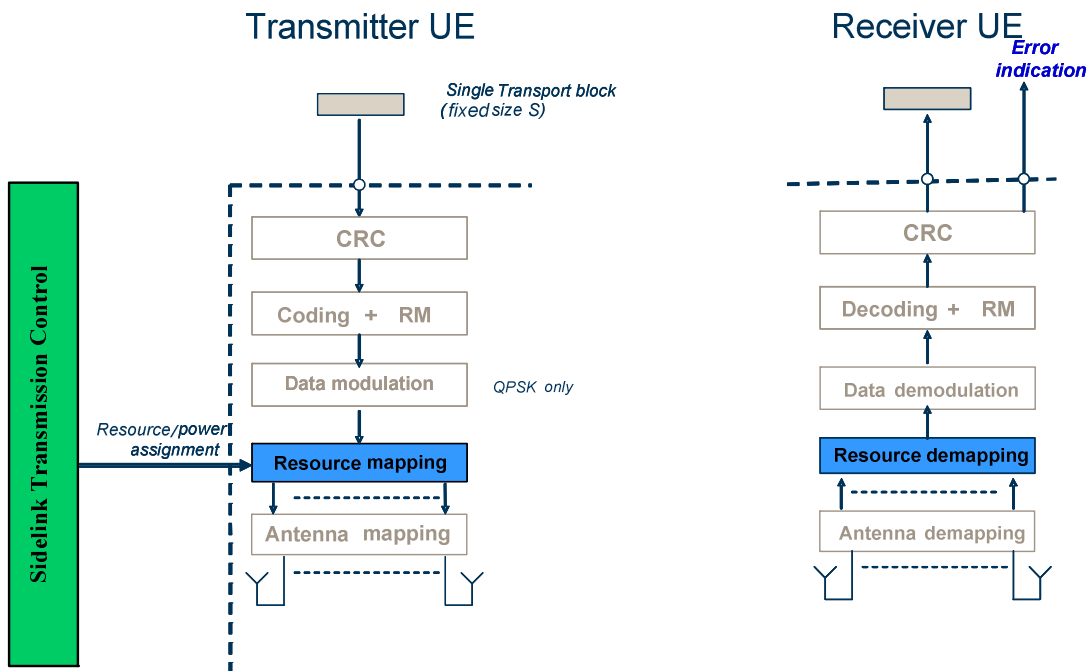 Transmitter UE
Receiver UE
Error
indication
Single Transport block
(fixed size S)
Sidelink Transmission Control
CRC
Coding + RM
Data modulation
QPSK only
Resource/power
assignment
Resource mapping
Antenna mapping
CRC
Decoding + RM
Data demodulation
Resource demapping
Antenna demapping